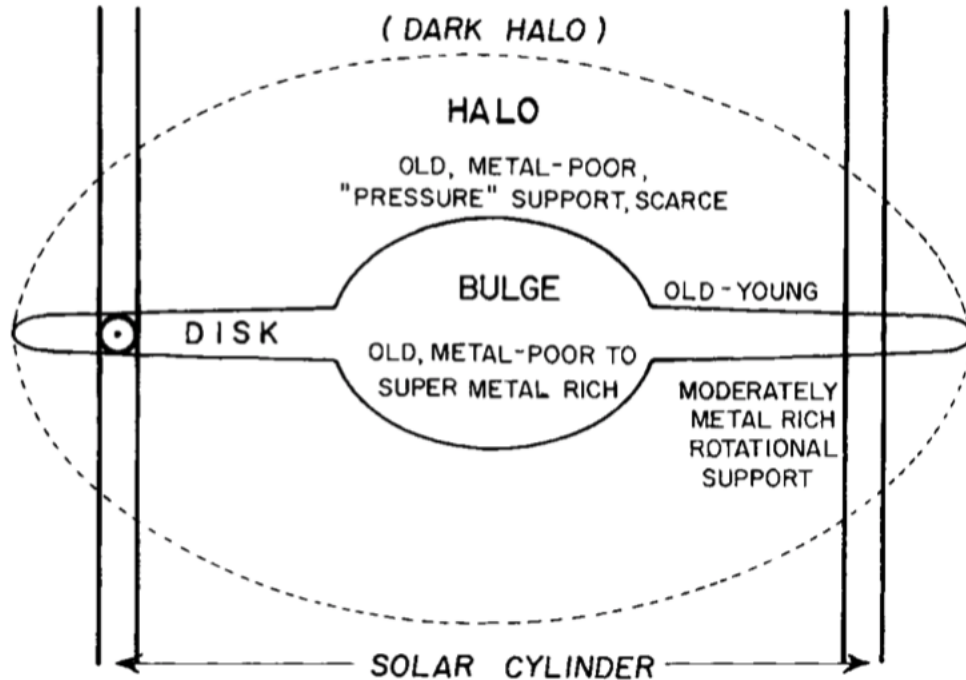 ( DARK HALO )
HALO
OLD, METAL-POOR,
"PRESSURE" SUPPORT, SCARCE
BULGE
OLD-YOUNG
DISK
OLD, METAL-POOR TO
SUPER METAL RICH
MODERATELY
METAL RICH
ROTATIONAL
SUPPORT
SOLAR CYLINDER